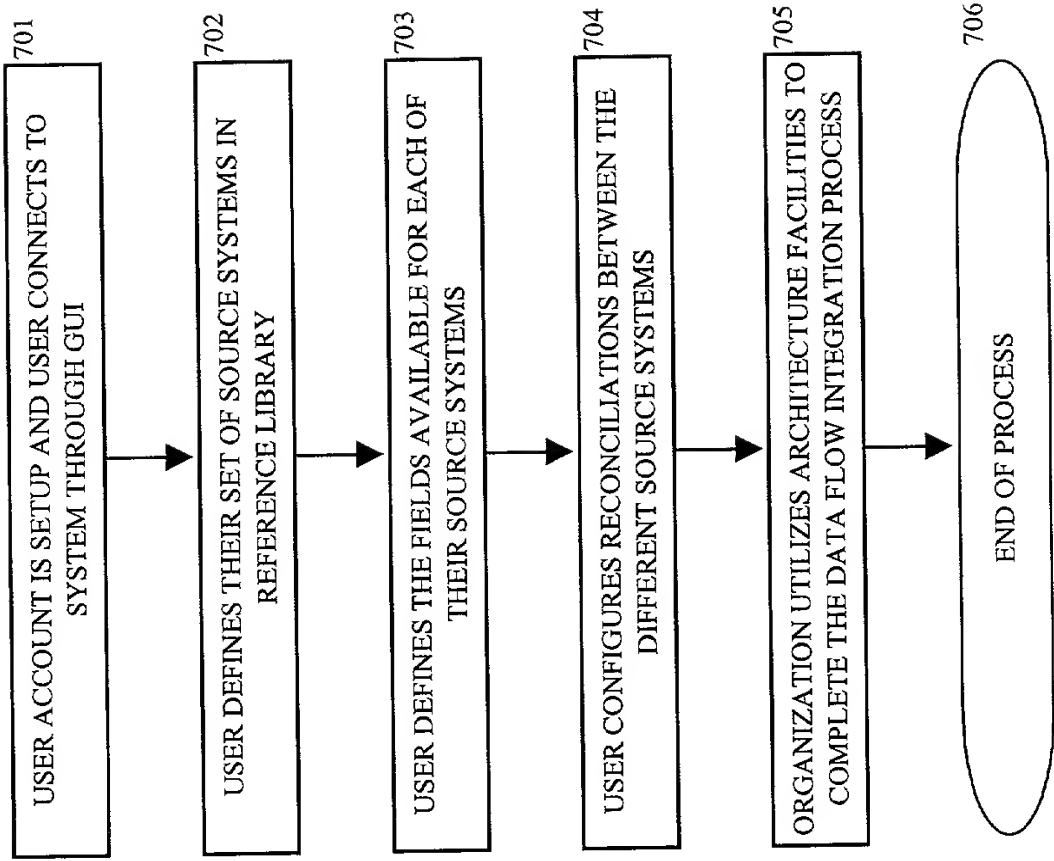 701
USER ACCOUNT IS SETUP AND USER CONNECTS TO
SYSTEM THROUGH GUI
702
USER DEFINES THEIR SET OF SOURCE SYSTEMS IN
REFERENCE LIBRARY
703
USER DEFINES THE FIELDS AVAILABLE FOR EACH OF
THEIR SOURCE SYSTEMS
704
USER CONFIGURES RECONCILIATIONS BETWEEN THE
DIFFERENT SOURCE SYSTEMS
705
ORGANIZATION UTILIZES ARCHITECTURE FACILITIES TO
COMPLETE THE DATA FLOW INTEGRATION PROCESS
706
END OF PROCESS